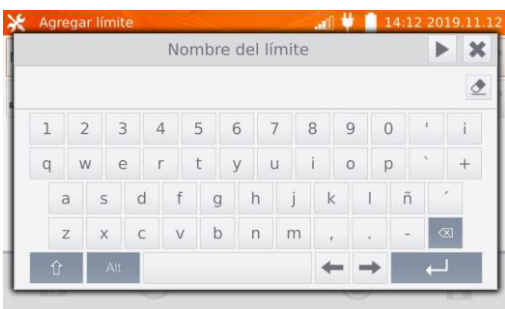 Agregar límite 14:12 2019.11.12
Nombre del límite
1 2 3 4 5 6 7 8 9 0 ' i
q w e r t y u i o p ` +
a s d f g h j k l ñ ´
z x c v b n m , . -
Alt